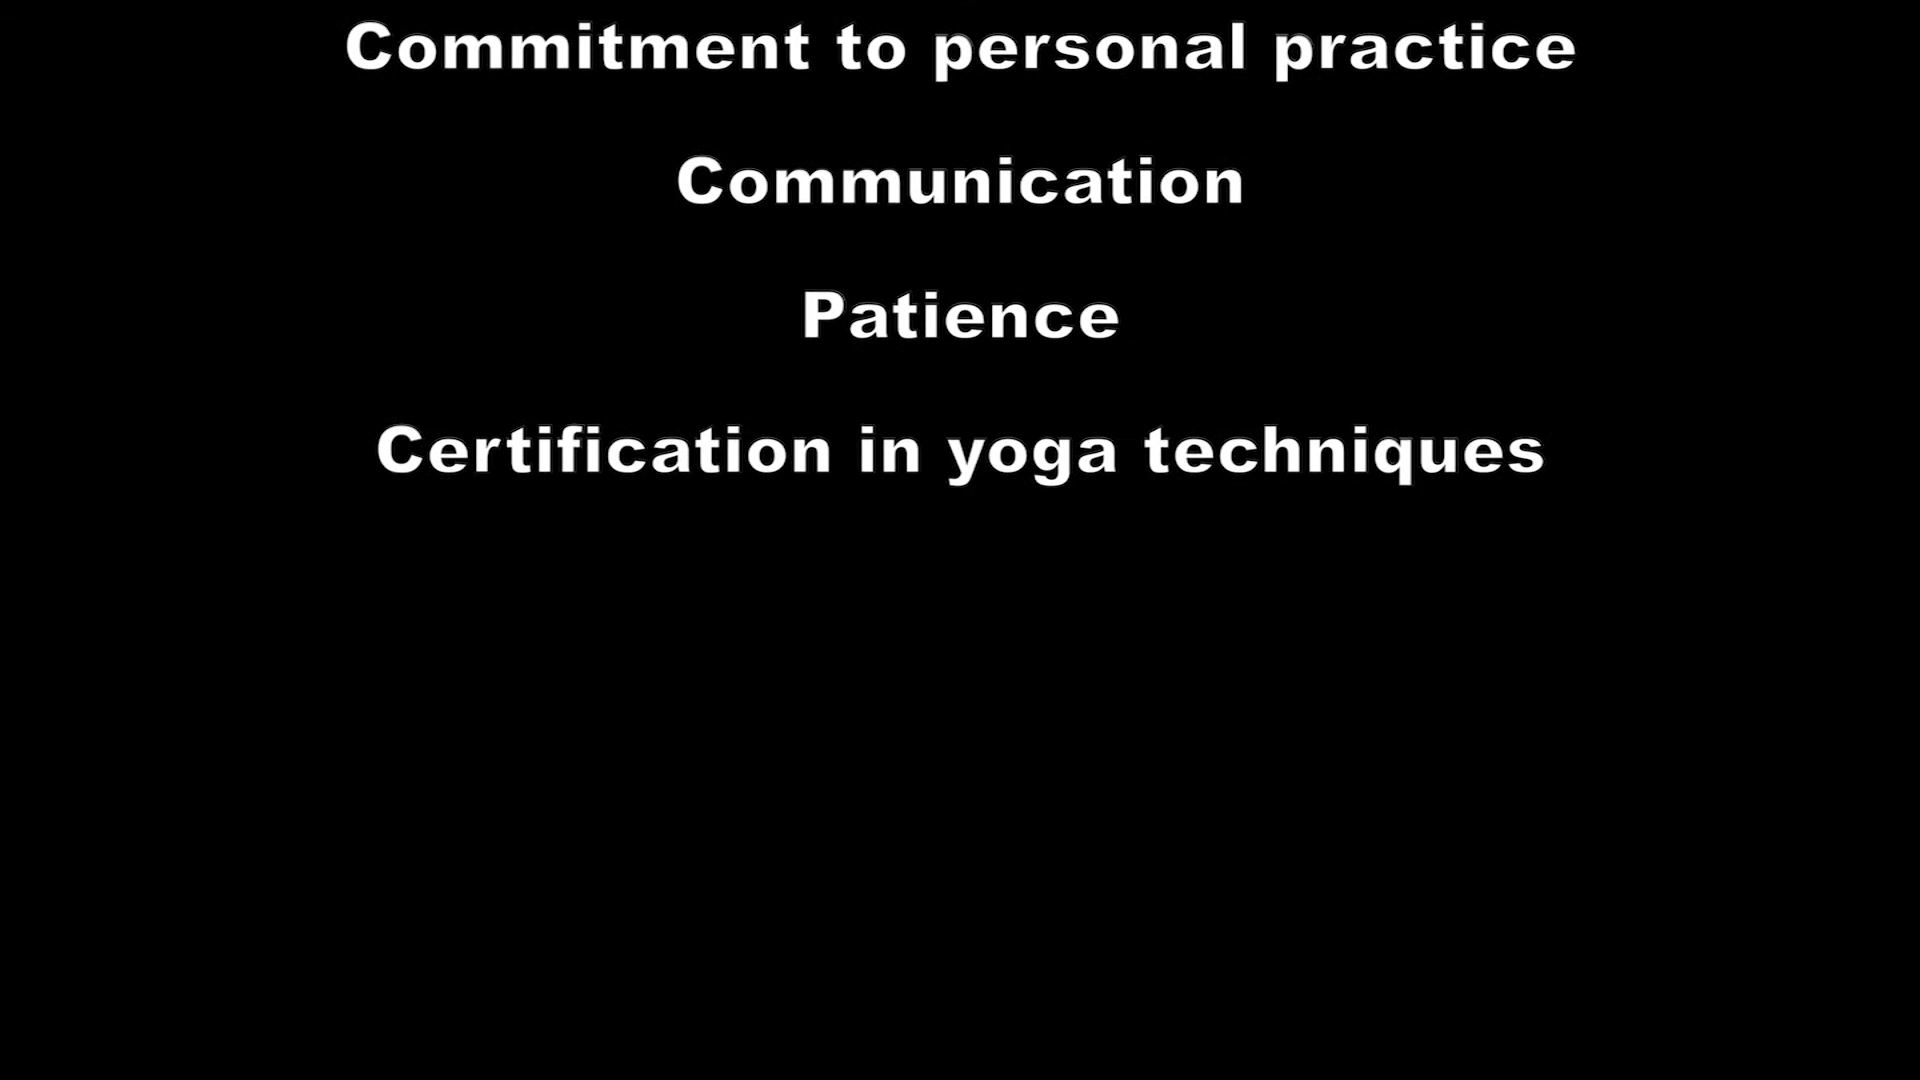 Commitment to personal practice
Communication
Patience
Certification in yoga techniques